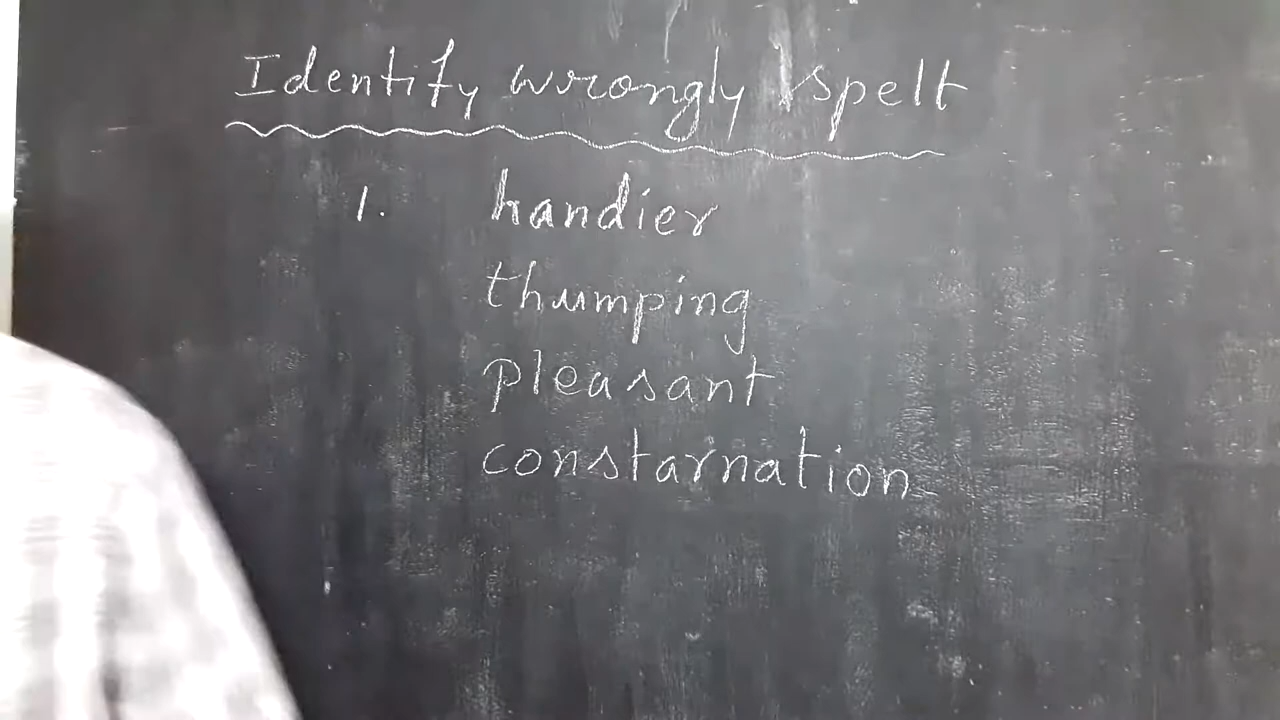 Identify wrongly spelt
1. handier
thumping
pleasant
constarnation